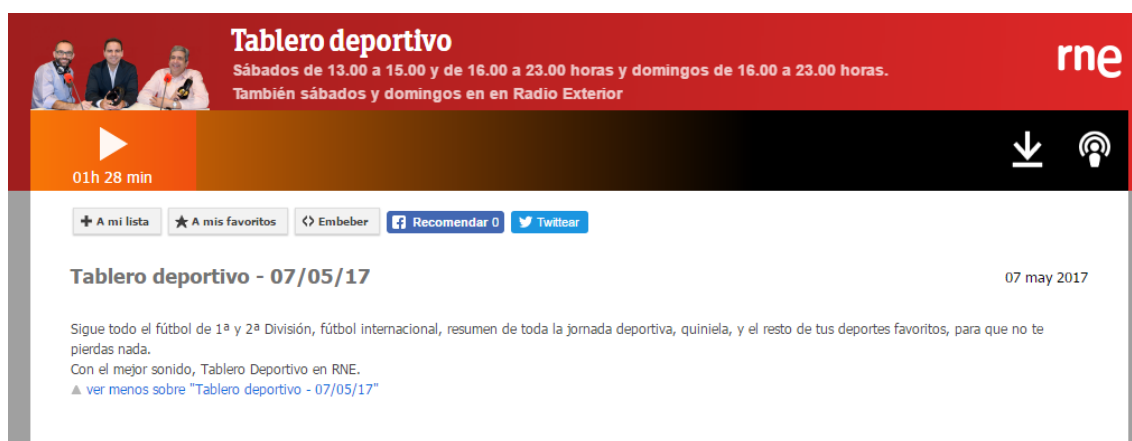 Tablero deportivo
Sábados de 13.00 a 15.00 y de 16.00 a 23.00 horas y domingos de 16.00 a 23.00 horas.
También sábados y domingos en en Radio Exterior
rne
01h 28 min
A mi lista
A mis favoritos
Embeber
Recomendar 0
Twittear
Tablero deportivo - 07/05/17
07 may 2017
Sigue todo el fútbol de 1ª y 2ª División, fútbol internacional, resumen de toda la jornada deportiva, quiniela, y el resto de tus deportes favoritos, para que no te
pierdas nada.
Con el mejor sonido, Tablero Deportivo en RNE.
ver menos sobre "Tablero deportivo - 07/05/17"